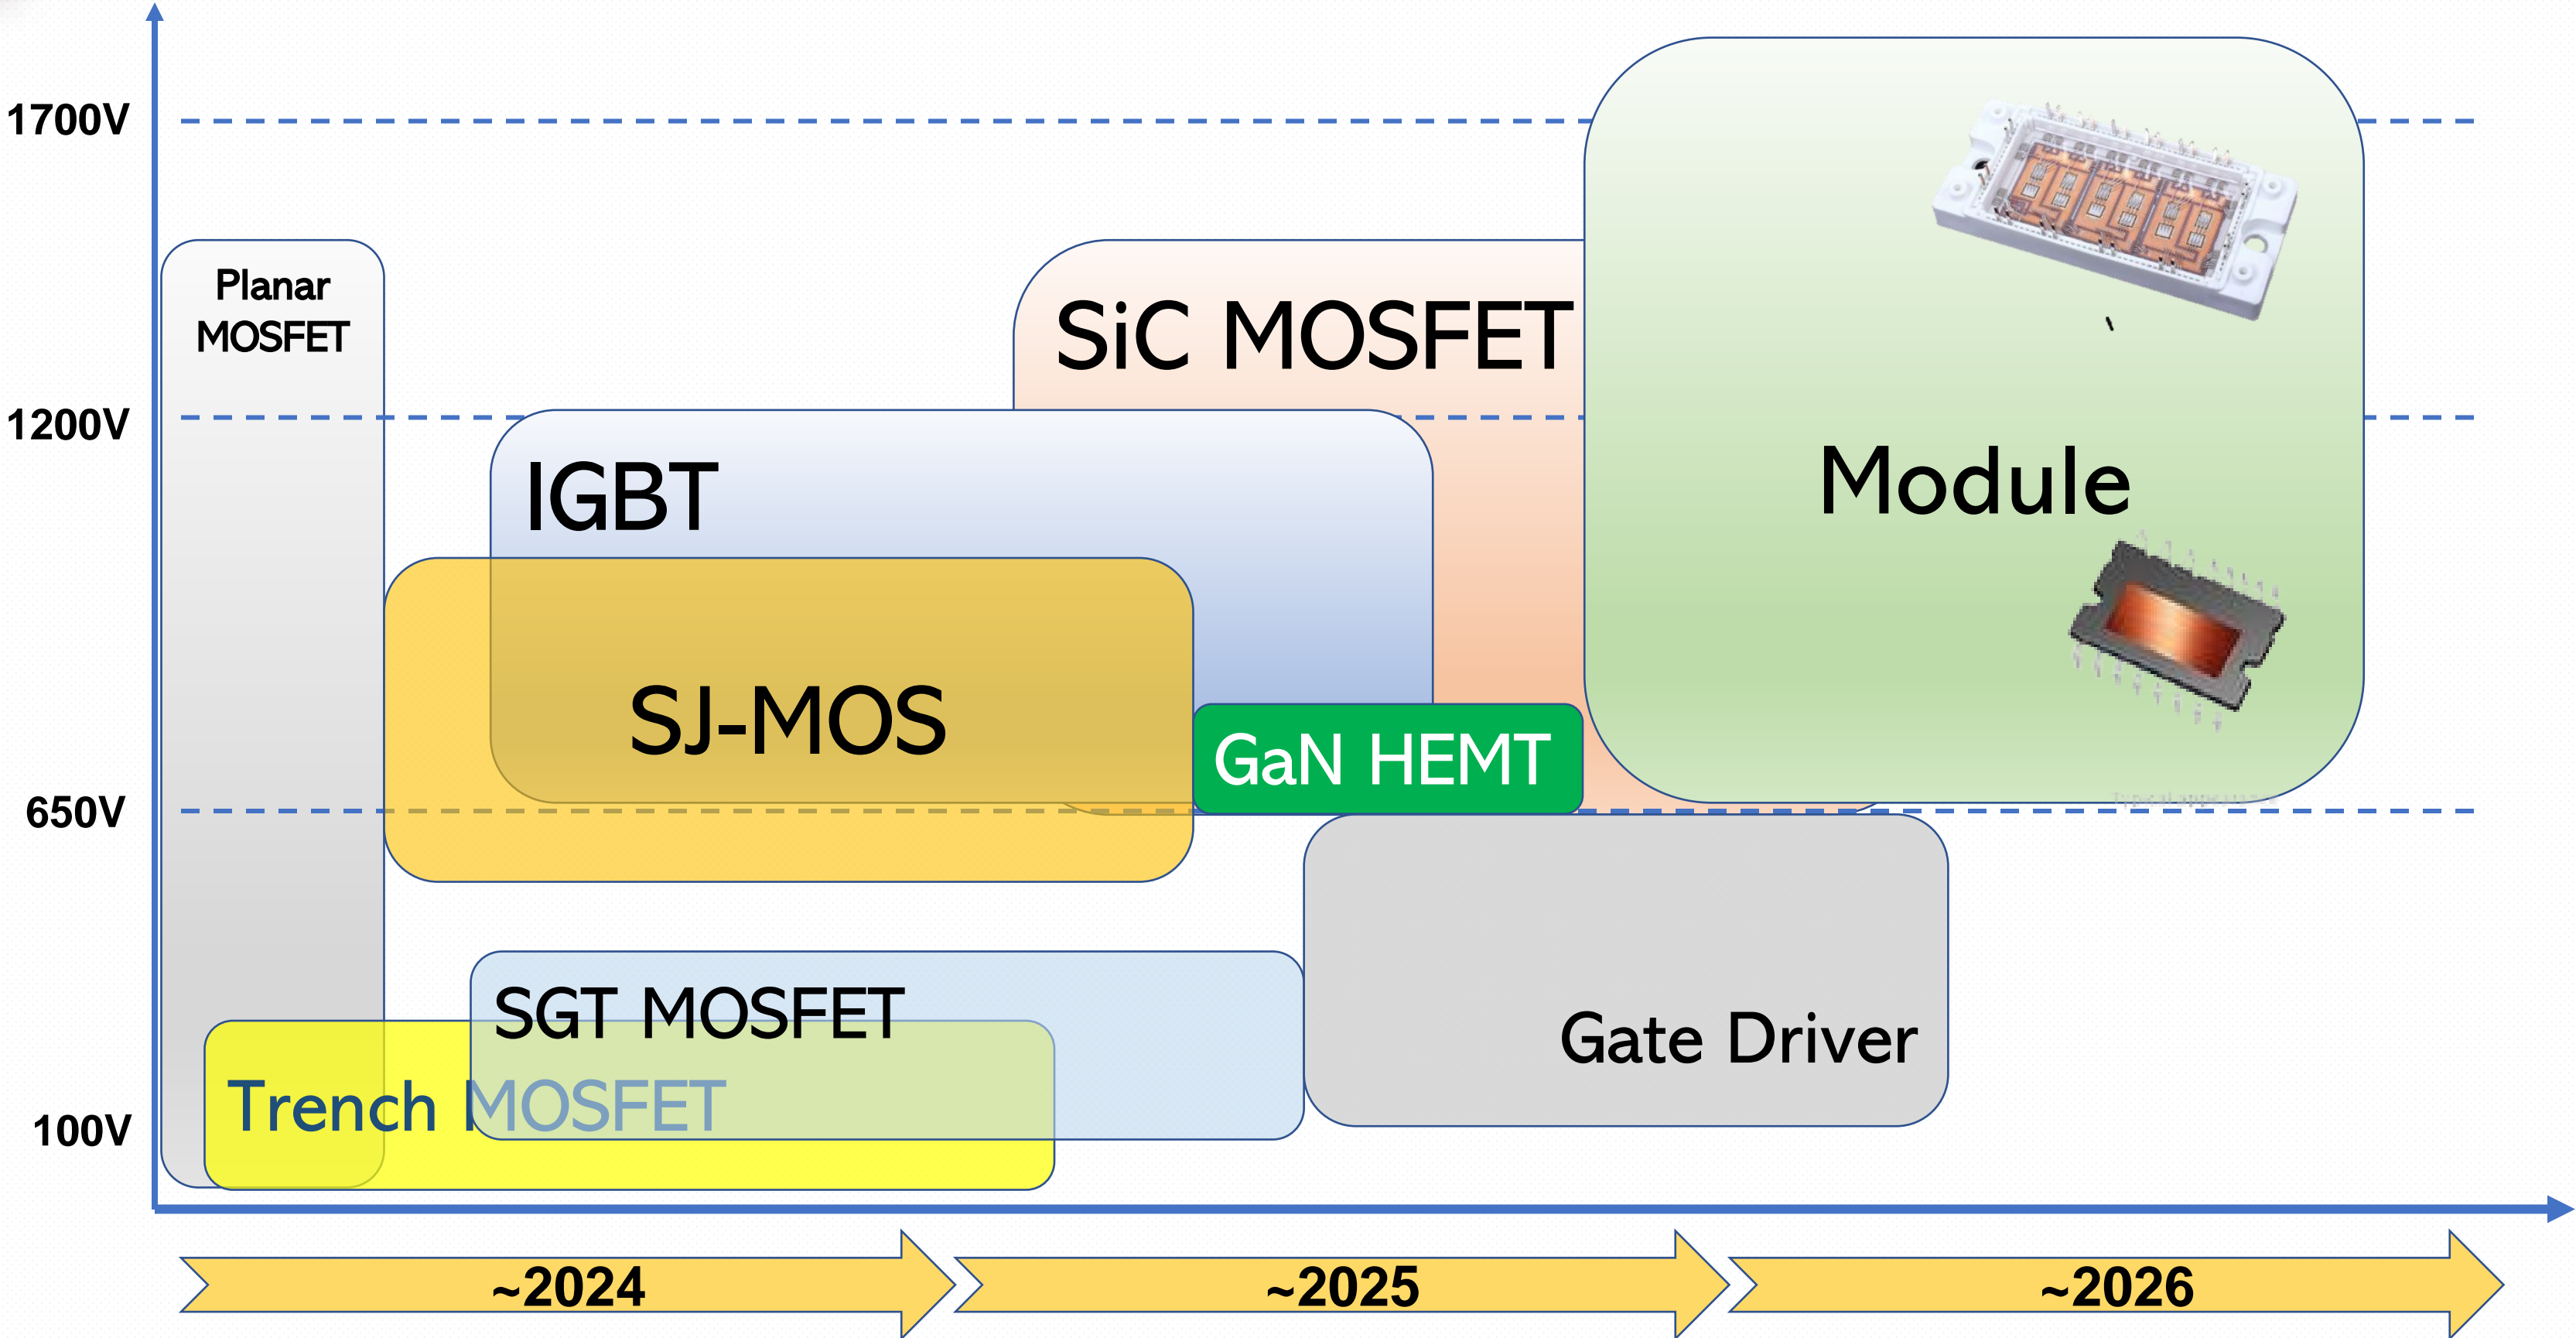 1700V
Planar
MOSFET
SiC MOSFET
1200V
IGBT
Module
SJ-MOS
GaN HEMT
650V
SGT MOSFET
Gate Driver
Trench MOSFET
100V
~2024
~2025
~2026